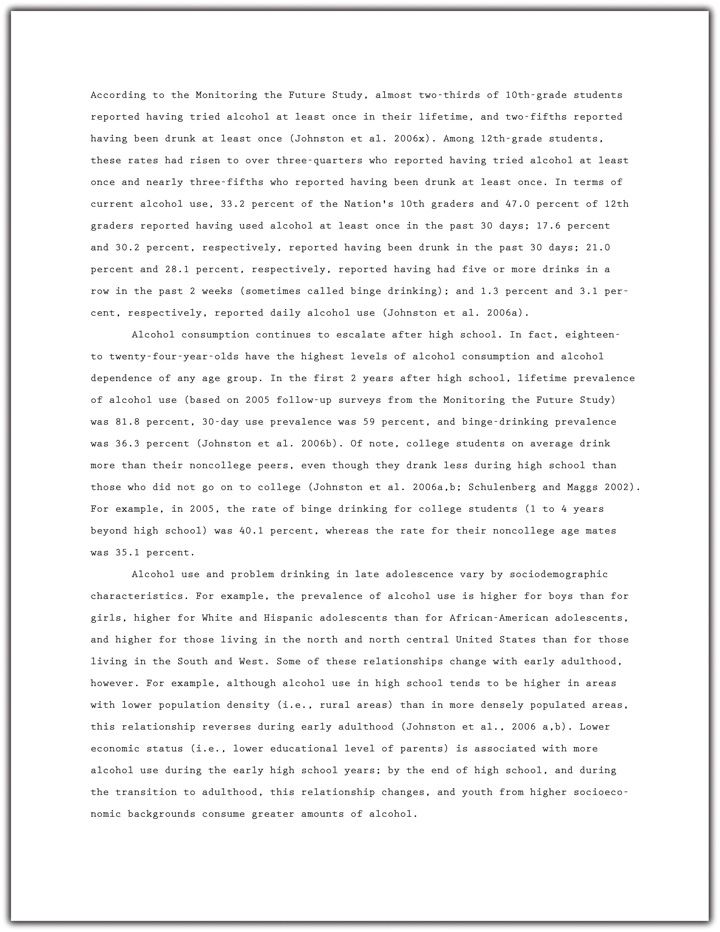 According to the Monitoring the Future Study, almost two-thirds of 10th-grade students
reported having tried alcohol at least once in their lifetime, and two-fifths reported
having been drunk at least once (Johnston et al. 2006x). Among 12th-grade students,
these rates had risen to over three-quarters who reported having tried alcohol at least
once and nearly three-fifths who reported having been drunk at least once. In terms of
current alcohol use, 33.2 percent of the Nation's 10th graders and 47.0 percent of 12th
graders reported having used alcohol at least once in the past 30 days; 17.6 percent
and 30.2 percent, respectively, reported having been drunk in the past 30 days; 21.0
percent and 28.1 percent, respectively, reported having had five or more drinks in a
row in the past 2 weeks (sometimes called binge drinking); and 1.3 percent and 3.1 per-
cent, respectively, reported daily alcohol use (Johnston et al. 2006a).
Alcohol consumption continues to escalate after high school. In fact, eighteen-
to twenty-four-year-olds have the highest levels of alcohol consumption and alcohol
dependence of any age group. In the first 2 years after high school, lifetime prevalence
of alcohol use (based on 2005 follow-up surveys from the Monitoring the Future Study)
was 81.8 percent, 30-day use prevalence was 59 percent, and binge-drinking prevalence
was 36.3 percent (Johnston et al. 2006b). Of note, college students on average drink
more than their noncollege peers, even though they drank less during high school than
those who did not go on to college (Johnston et al. 2006a,b; Schulenberg and Maggs 2002).
For example, in 2005, the rate of binge drinking for college students (1 to 4 years
beyond high school) was 40.1 percent, whereas the rate for their noncollege age mates
was 35.1 percent.
Alcohol use and problem drinking in late adolescence vary by sociodemographic
characteristics. For example, the prevalence of alcohol use is higher for boys than for
girls, higher for White and Hispanic adolescents than for African-American adolescents,
and higher for those living in the north and north central United States than for those
living in the South and West. Some of these relationships change with early adulthood,
however. For example, although alcohol use in high school tends to be higher in areas
with lower population density (i.e., rural areas) than in more densely populated areas,
this relationship reverses during early adulthood (Johnston et al., 2006 a,b). Lower
economic status (i.e., lower educational level of parents) is associated with more
alcohol use during the early high school years; by the end of high school, and during
the transition to adulthood, this relationship changes, and youth from higher socioeco-
nomic backgrounds consume greater amounts of alcohol.